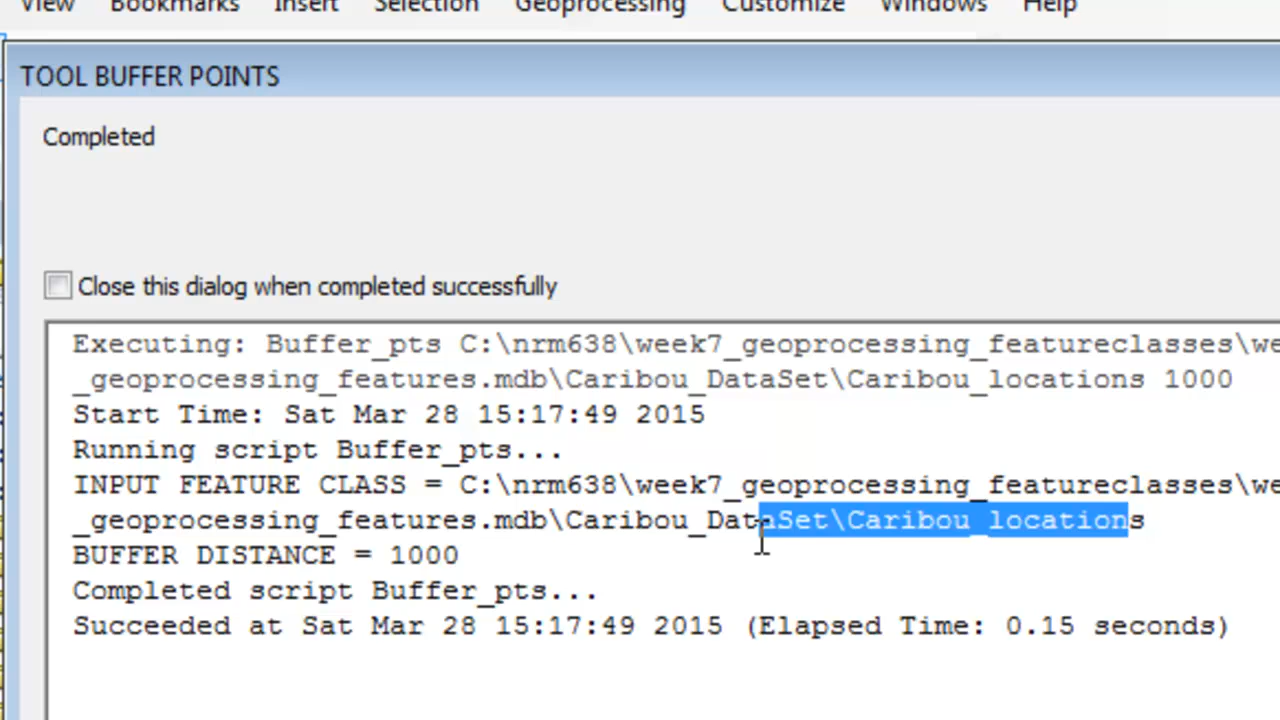 View Bookmarks Insert Selection Geoprocessing Customize Windows Help
TOOL BUFFER POINTS
Completed
Close this dialog when completed successfully
Executing: Buffer_pts C:\nrm638\week7_geoprocessing_featureclasses\we
_geoprocessing_features.mdb\Caribou_DataSet\Caribou_locations 1000
Start Time: Sat Mar 28 15:17:49 2015
Running script Buffer_pts...
INPUT FEATURE CLASS = C:\nrm638\week7_geoprocessing_featureclasses\we
_geoprocessing_features.mdb\Caribou_DataSet\Caribou_locations
BUFFER DISTANCE = 1000
Completed script Buffer_pts...
Succeeded at Sat Mar 28 15:17:49 2015 (Elapsed Time: 0.15 seconds)